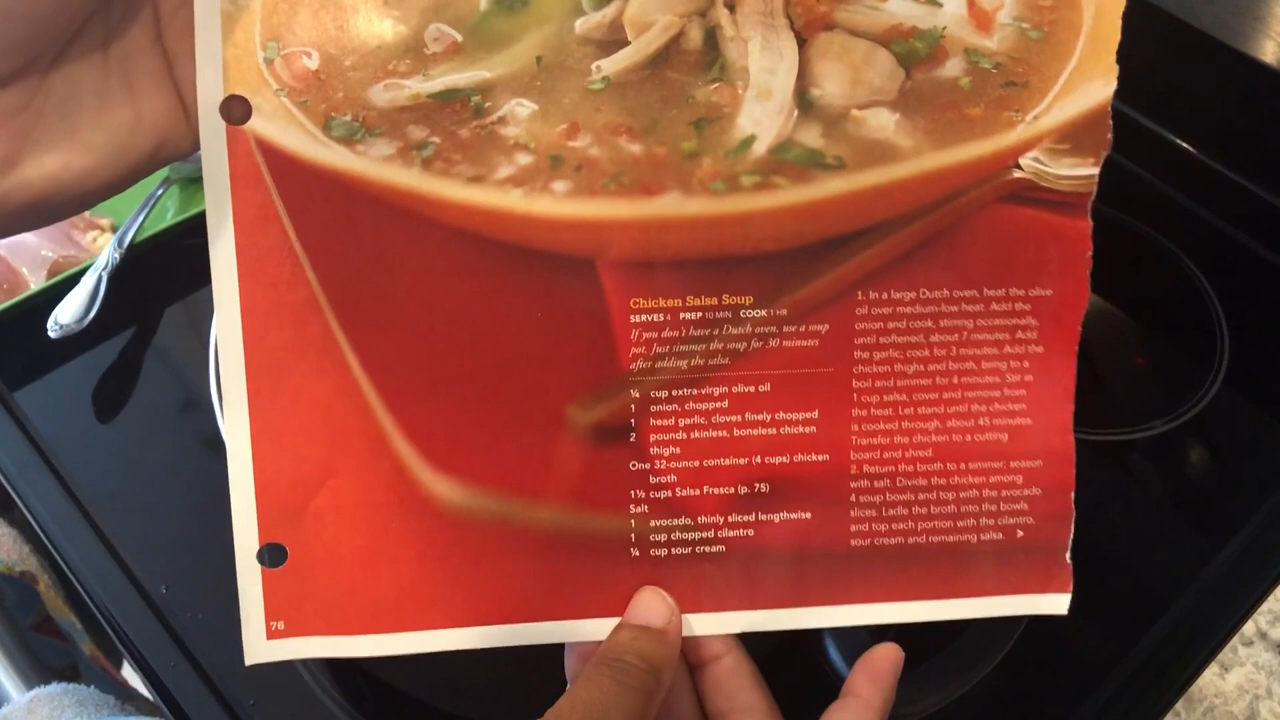 Chicken Salsa Soup
SERVES 4 PREP 10 MIN COOK 1 HR
If you don't have a Dutch oven, use a soup
pot. Just simmer the soup for 30 minutes
after adding the salsa.
¼ cup extra-virgin olive oil
1 onion, chopped
1 head garlic, cloves finely chopped
2 pounds skinless, boneless chicken
thighs
One 32-ounce container (4 cups) chicken
broth
1½ cups Salsa Fresca (p. 75)
Salt
1 avocado, thinly sliced lengthwise
1 cup chopped cilantro
¼ cup sour cream
1. In a large Dutch oven, heat the olive
oil over medium-low heat. Add the
onion and cook, stirring occasionally,
until softened, about 7 minutes. Add
the garlic; cook for 3 minutes. Add the
chicken thighs and broth, bring to a
boil and simmer for 4 minutes. Stir in
1 cup salsa, cover and remove from
the heat. Let stand until the chicken
is cooked through, about 45 minutes.
Transfer the chicken to a cutting
board and shred.
2. Return the broth to a simmer; season
with salt. Divide the chicken among
4 soup bowls and top with the avocado
slices. Ladle the broth into the bowls
and top each portion with the cilantro,
sour cream and remaining salsa. >
76